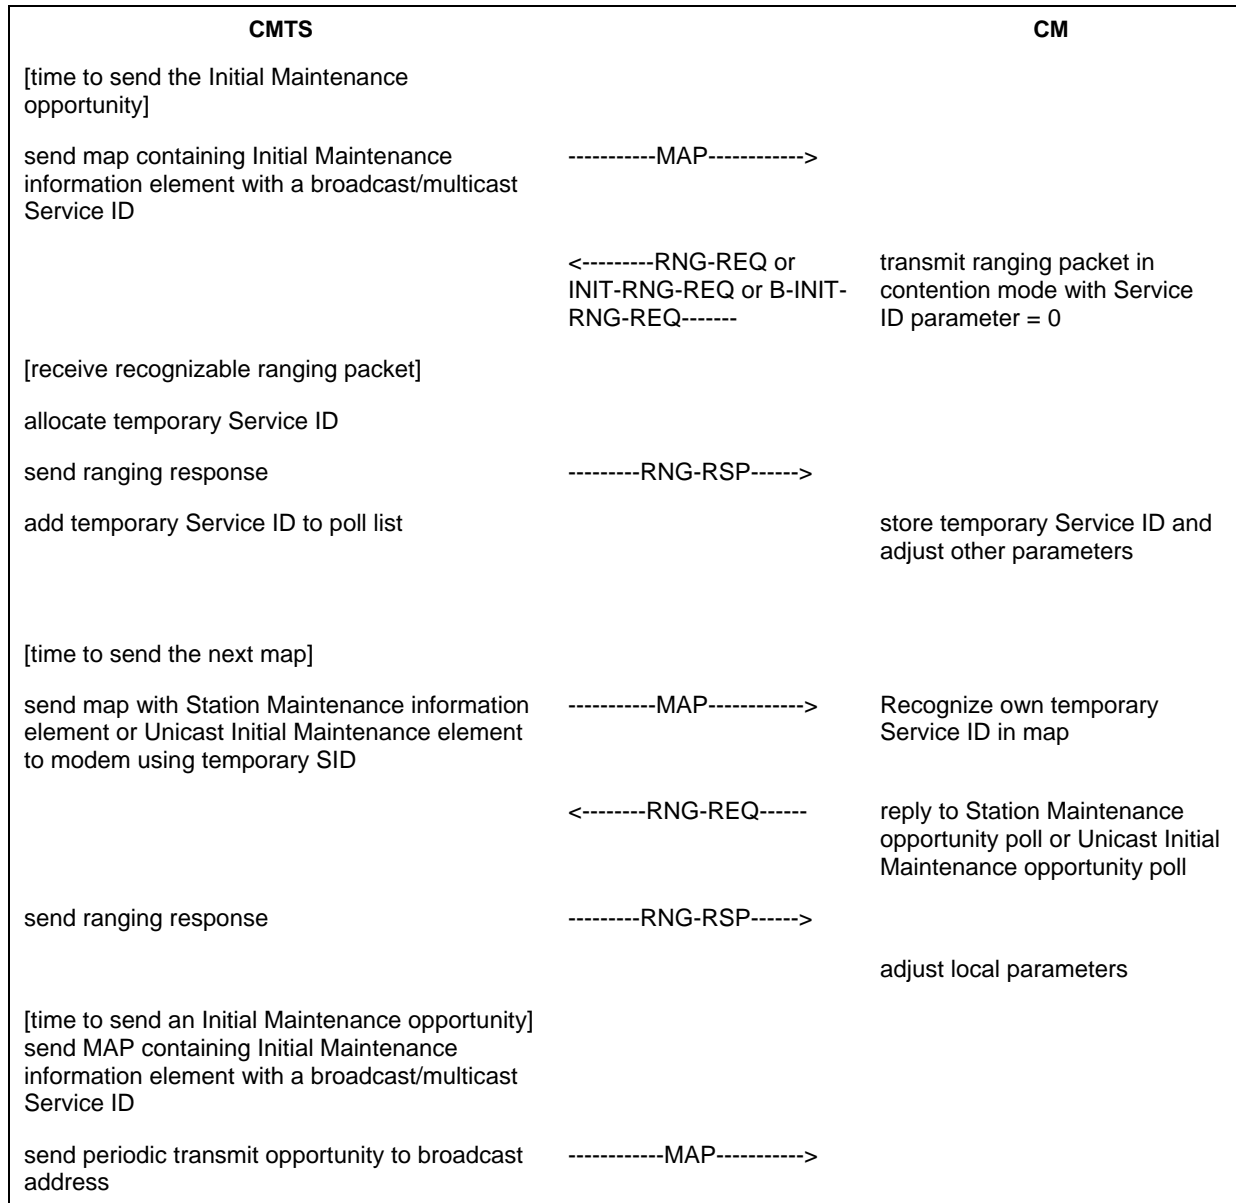 CMTS CM
[time to send the Initial Maintenance
opportunity]
send map containing Initial Maintenance
information element with a broadcast/multicast
Service ID
-----------MAP------------>
<---------RNG-REQ or
INIT-RNG-REQ or B-INIT-
RNG-REQ-------
transmit ranging packet in
contention mode with Service
ID parameter = 0
[receive recognizable ranging packet]
allocate temporary Service ID
send ranging response ---------RNG-RSP------>
add temporary Service ID to poll list
store temporary Service ID and
adjust other parameters
[time to send the next map]
send map with Station Maintenance information
element or Unicast Initial Maintenance element
to modem using temporary SID
-----------MAP------------>
Recognize own temporary
Service ID in map
<--------RNG-REQ------
reply to Station Maintenance
opportunity poll or Unicast Initial
Maintenance opportunity poll
send ranging response ---------RNG-RSP------>
adjust local parameters
[time to send an Initial Maintenance opportunity]
send MAP containing Initial Maintenance
information element with a broadcast/multicast
Service ID
send periodic transmit opportunity to broadcast
address
------------MAP----------->